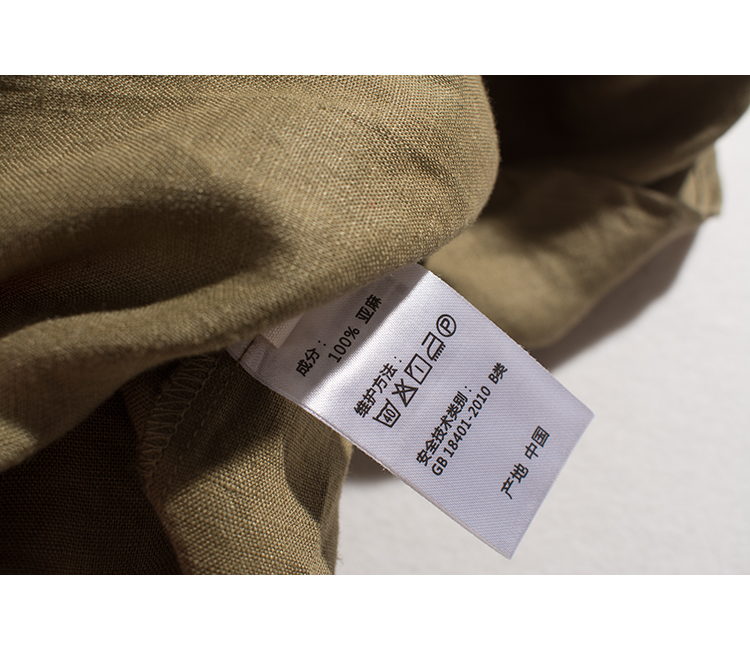 成分：
100% 亚麻
维护方法：
40 P
安全技术类别：
GB 18401-2010 B类
产地 中国